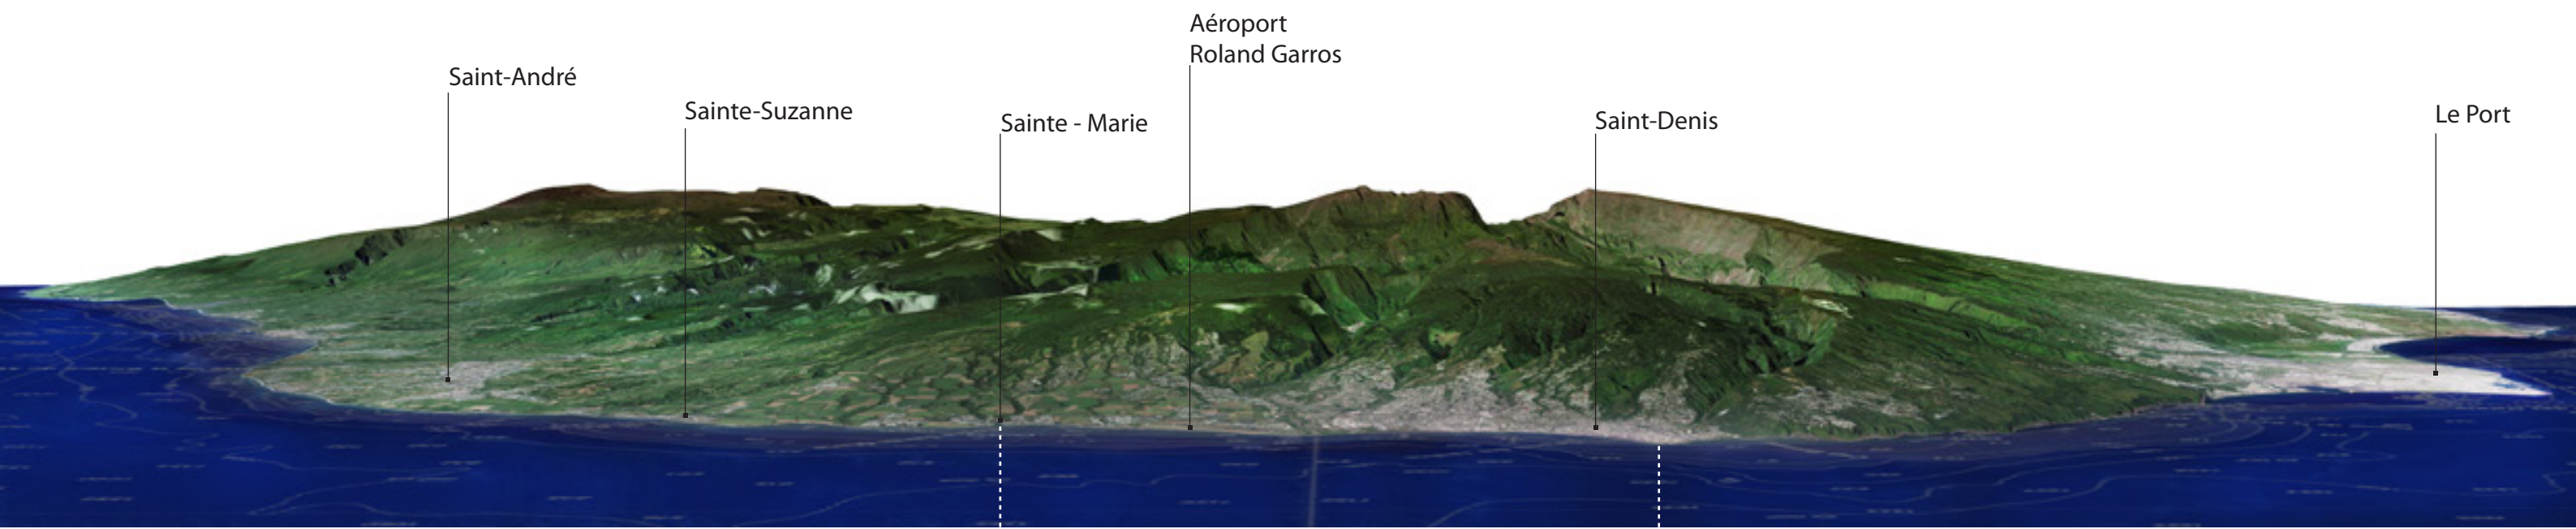 Aéroport
Roland Garros
Saint-André
Sainte-Suzanne
Sainte - Marie
Saint-Denis
Le Port